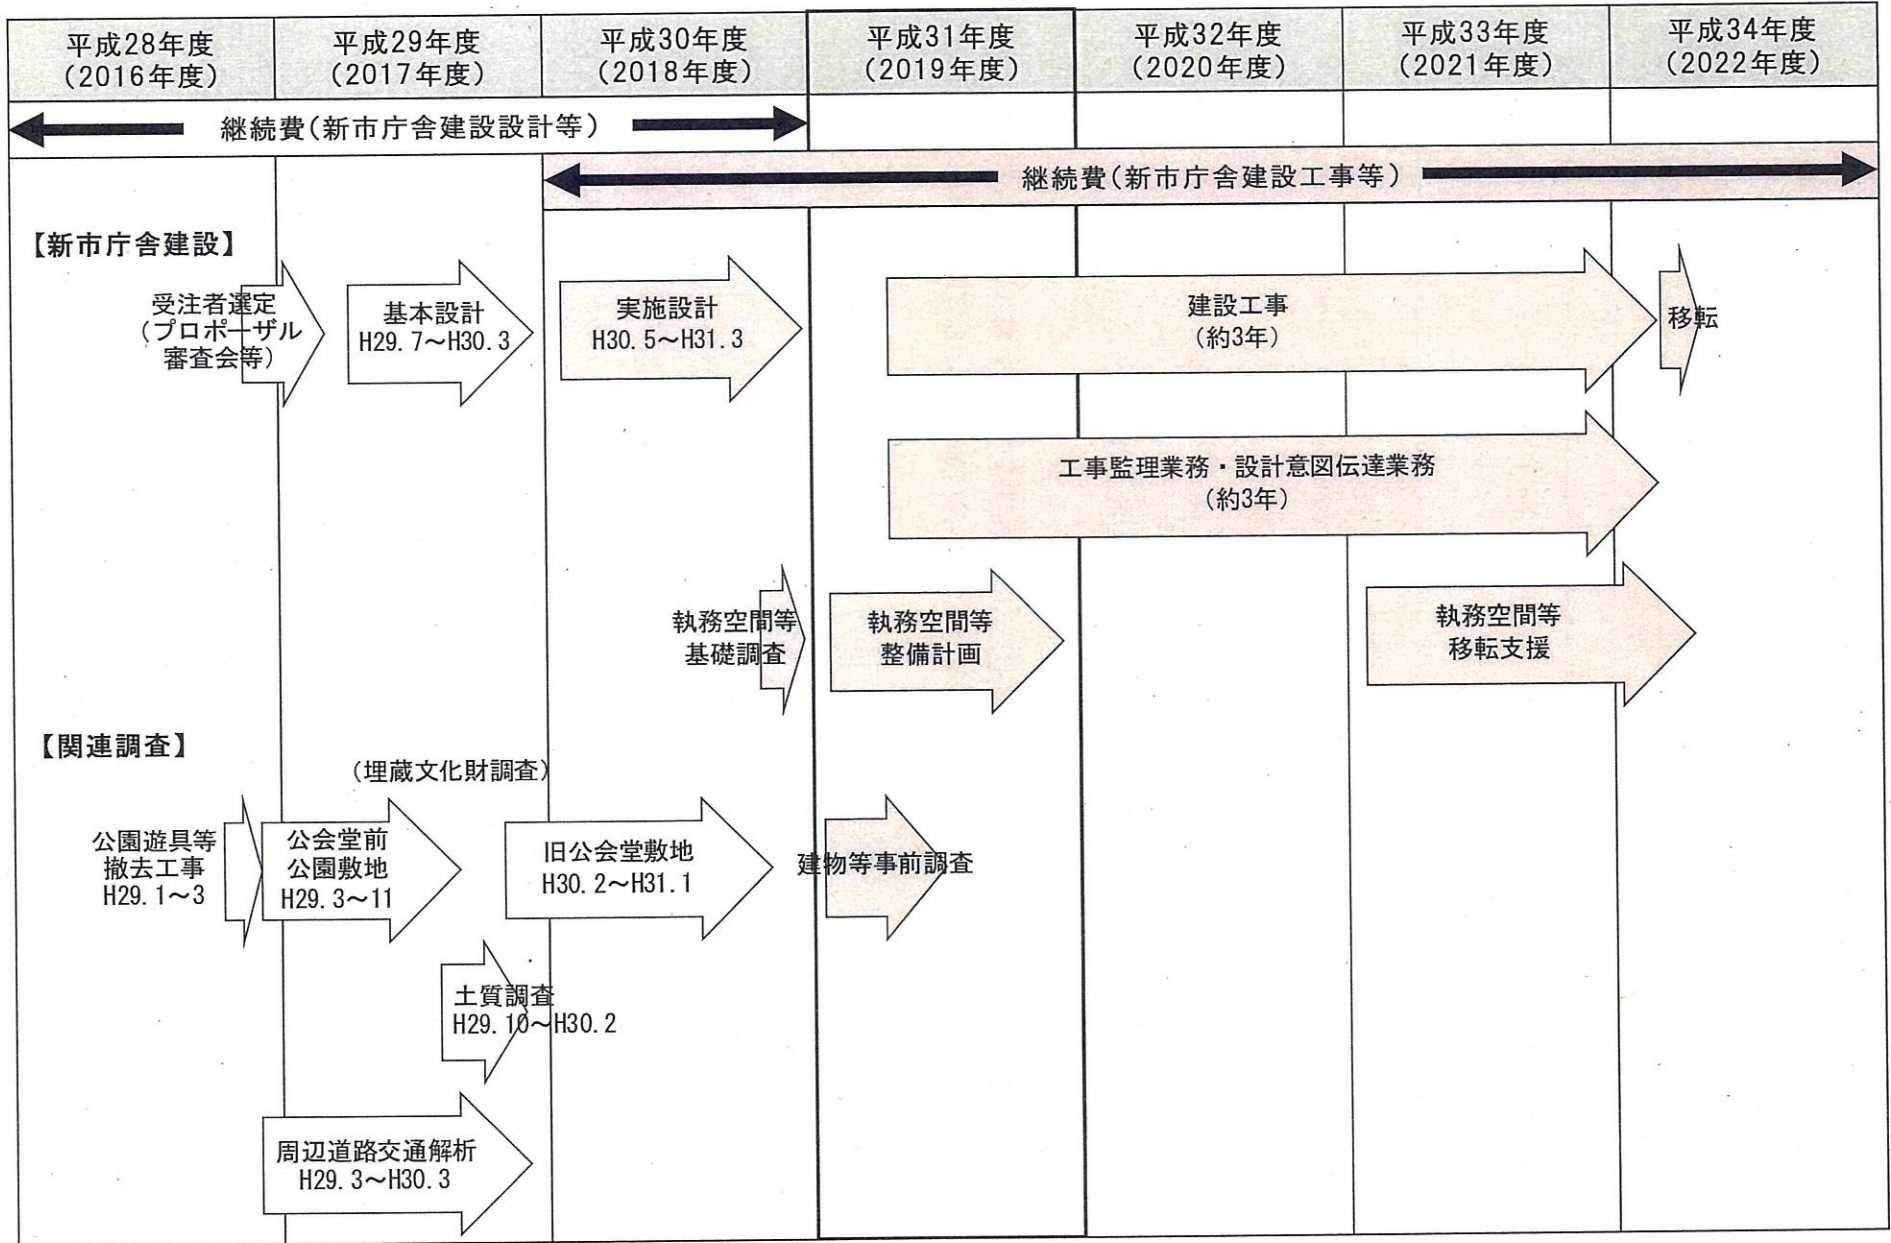 平成28年度
(2016年度)
平成29年度
(2017年度)
平成30年度
(2018年度)
平成31年度
(2019年度)
平成32年度
(2020年度)
平成33年度
(2021年度)
平成34年度
(2022年度)
継続費(新市庁舎建設設計等)
継続費(新市庁舎建設工事等)
【新市庁舎建設】
受注者選定
(プロポーザル
審査会等)
基本設計
H29.7~H30.3
実施設計
H30.5~H31.3
建設工事
(約3年)
移転
工事監理業務・設計意図伝達業務
(約3年)
執務空間等
基礎調査
執務空間等
整備計画
執務空間等
移転支援
【関連調査】
(埋蔵文化財調査)
公園遊具等
撤去工事
H29.1~3
公会堂前
公園敷地
H29.3~11
旧公会堂敷地
H30.2~H31.1
建物等事前調査
土質調査
H29.10~H30.2
周辺道路交通解析
H29.3~H30.3